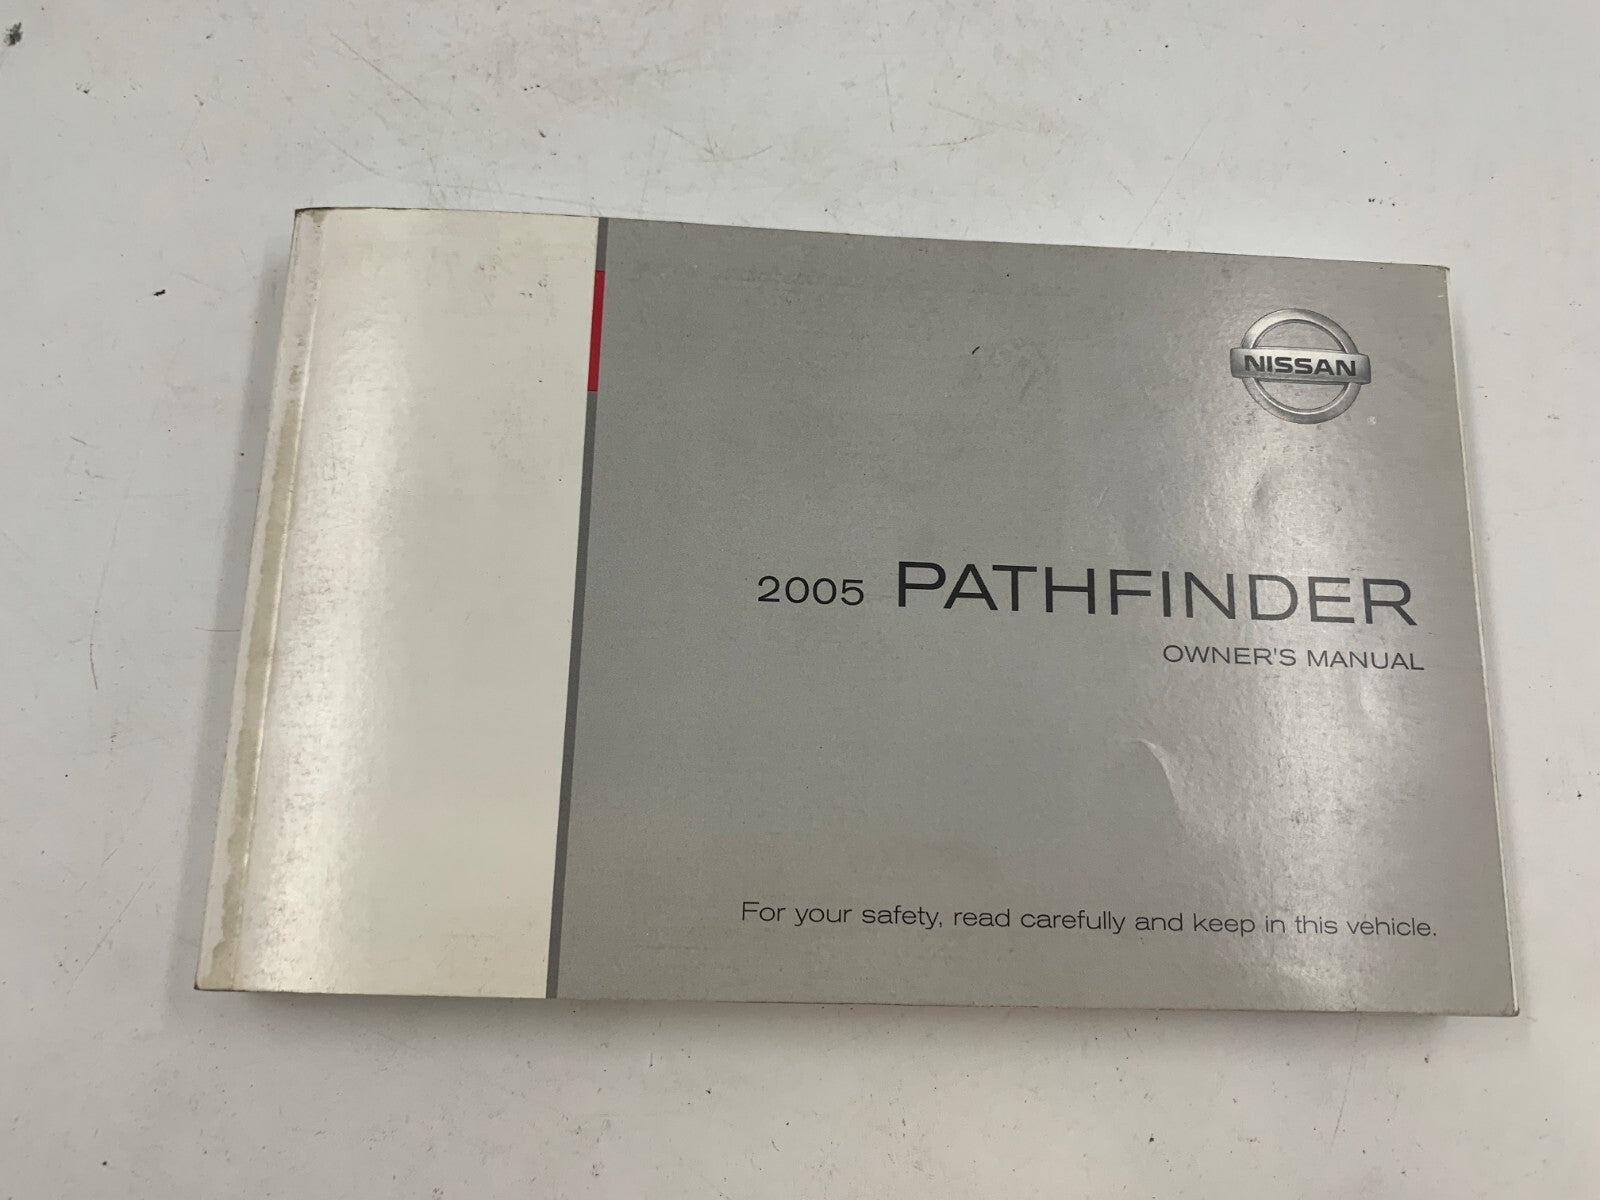 NISSAN
2005 PATHFINDER
OWNER'S MANUAL
For your safety, read carefully and keep in this vehicle.